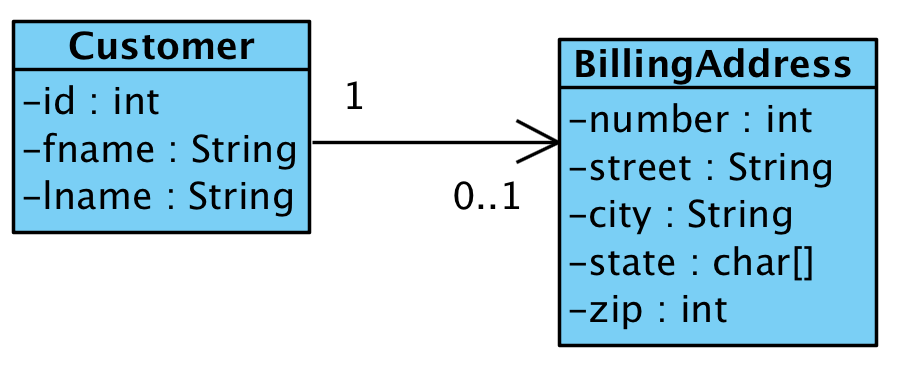 Customer
-id : int
-fname : String
-lname : String
1
0..1
BillingAddress
-number : int
-street : String
-city : String
-state : char[]
-zip : int